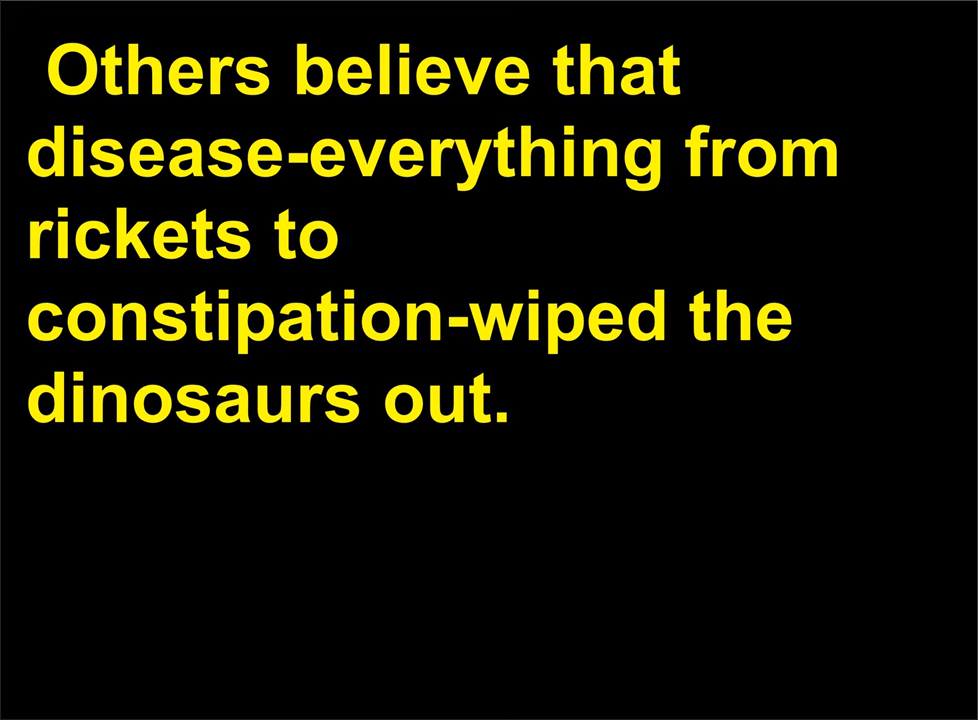 Others believe that
disease-everything from
rickets to
constipation-wiped the
dinosaurs out.